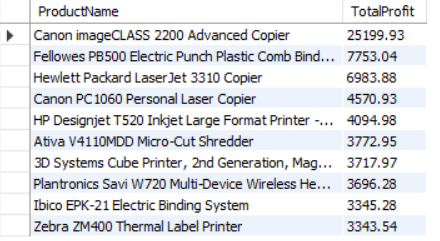 ProductName TotalProfit
Canon imageCLASS 2200 Advanced Copier 25199.93
Fellowes PB500 Electric Punch Plastic Comb Bind... 7753.04
Hewlett Packard LaserJet 3310 Copier 6983.88
Canon PC1060 Personal Laser Copier 4570.93
HP Designjet T520 Inkjet Large Format Printer -... 4094.98
Ativa V4110MDD Micro-Cut Shredder 3772.95
3D Systems Cube Printer, 2nd Generation, Mag... 3717.97
Plantronics Savi W720 Multi-Device Wireless He... 3696.28
Ibico EPK-21 Electric Binding System 3345.28
Zebra ZM400 Thermal Label Printer 3343.54